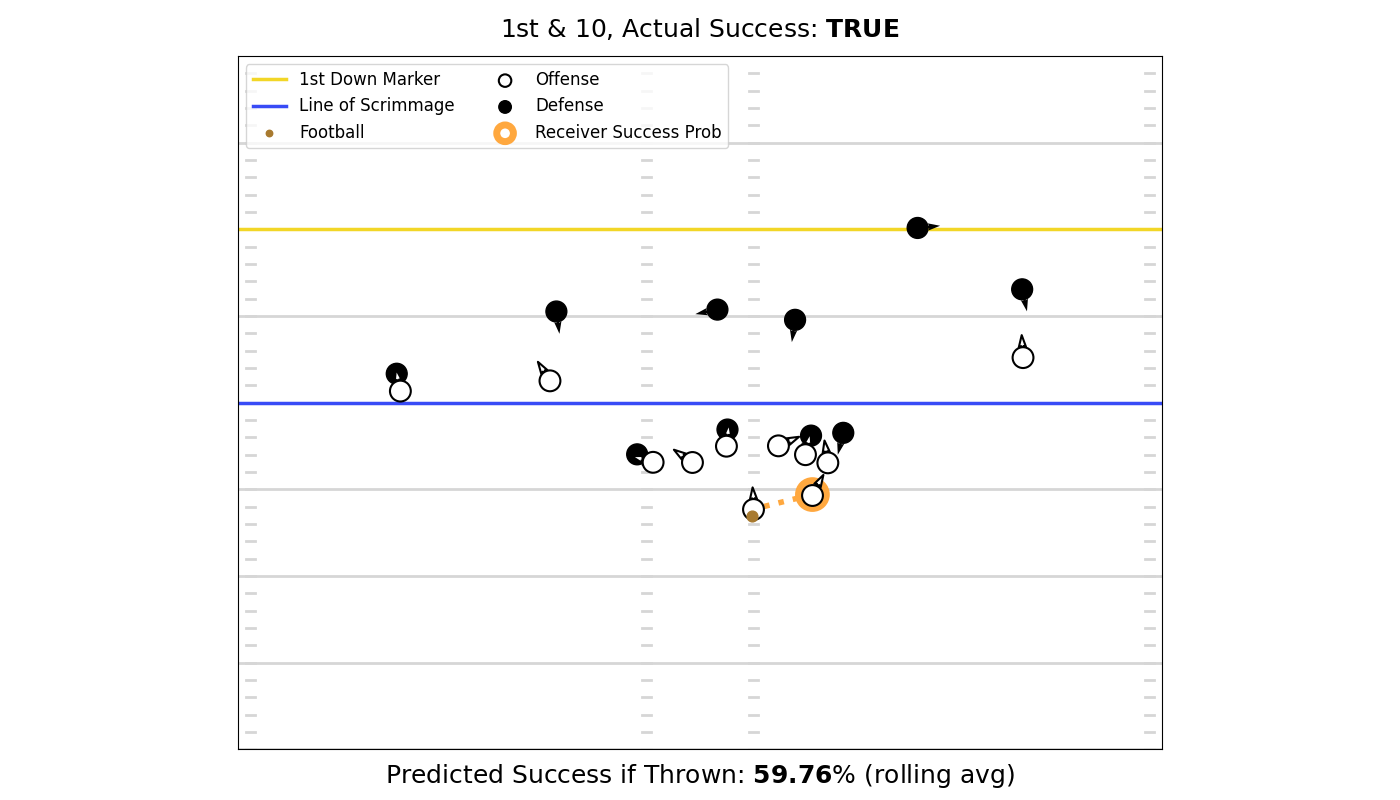 1st & 10, Actual Success: TRUE
1st Down Marker
Line of Scrimmage
Football
Offense
Defense
Receiver Success Prob
Predicted Success if Thrown: 59.76% (rolling avg)